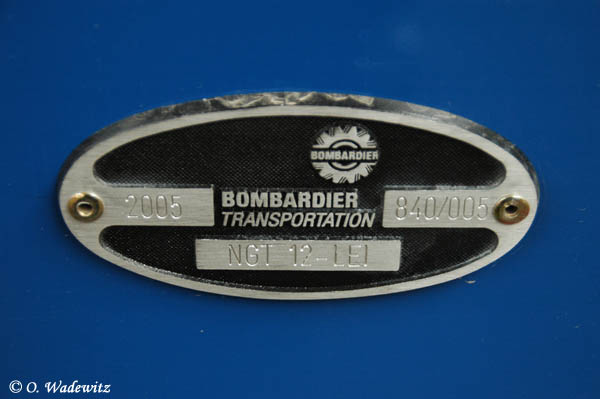 BOMBARDIER
2005
BOMBARDIER
TRANSPORTATION
840/005
NGT 12-LEI
© O. Wadewitz